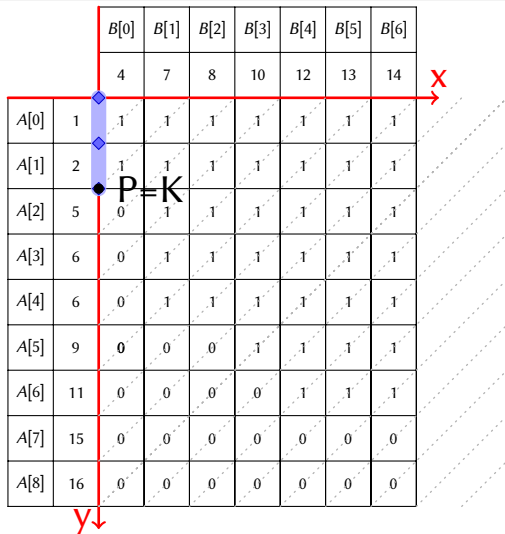 B[0] B[1] B[2] B[3] B[4] B[5] B[6]
4 7 8 10 12 13 14
x
A[0] 1 1 1 1 1 1 1 1
A[1] 2 1 1 1 1 1 1 1
P=K
A[2] 5 0 1 1 1 1 1 1
A[3] 6 0 1 1 1 1 1 1
A[4] 6 0 1 1 1 1 1 1
A[5] 9 0 0 0 1 1 1 1
A[6] 11 0 0 0 0 1 1 1
A[7] 15 0 0 0 0 0 0 0
A[8] 16 0 0 0 0 0 0 0
y